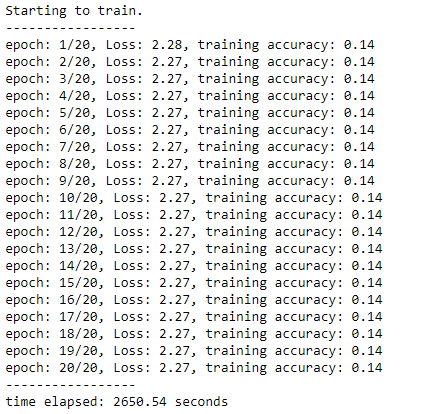 Starting to train.
-----------------
epoch: 1/20, Loss: 2.28, training accuracy: 0.14
epoch: 2/20, Loss: 2.27, training accuracy: 0.14
epoch: 3/20, Loss: 2.27, training accuracy: 0.14
epoch: 4/20, Loss: 2.27, training accuracy: 0.14
epoch: 5/20, Loss: 2.27, training accuracy: 0.14
epoch: 6/20, Loss: 2.27, training accuracy: 0.14
epoch: 7/20, Loss: 2.27, training accuracy: 0.14
epoch: 8/20, Loss: 2.27, training accuracy: 0.14
epoch: 9/20, Loss: 2.27, training accuracy: 0.14
epoch: 10/20, Loss: 2.27, training accuracy: 0.14
epoch: 11/20, Loss: 2.27, training accuracy: 0.14
epoch: 12/20, Loss: 2.27, training accuracy: 0.14
epoch: 13/20, Loss: 2.27, training accuracy: 0.14
epoch: 14/20, Loss: 2.27, training accuracy: 0.14
epoch: 15/20, Loss: 2.27, training accuracy: 0.14
epoch: 16/20, Loss: 2.27, training accuracy: 0.14
epoch: 17/20, Loss: 2.27, training accuracy: 0.14
epoch: 18/20, Loss: 2.27, training accuracy: 0.14
epoch: 19/20, Loss: 2.27, training accuracy: 0.14
epoch: 20/20, Loss: 2.27, training accuracy: 0.14
-----------------
time elapsed: 2650.54 seconds